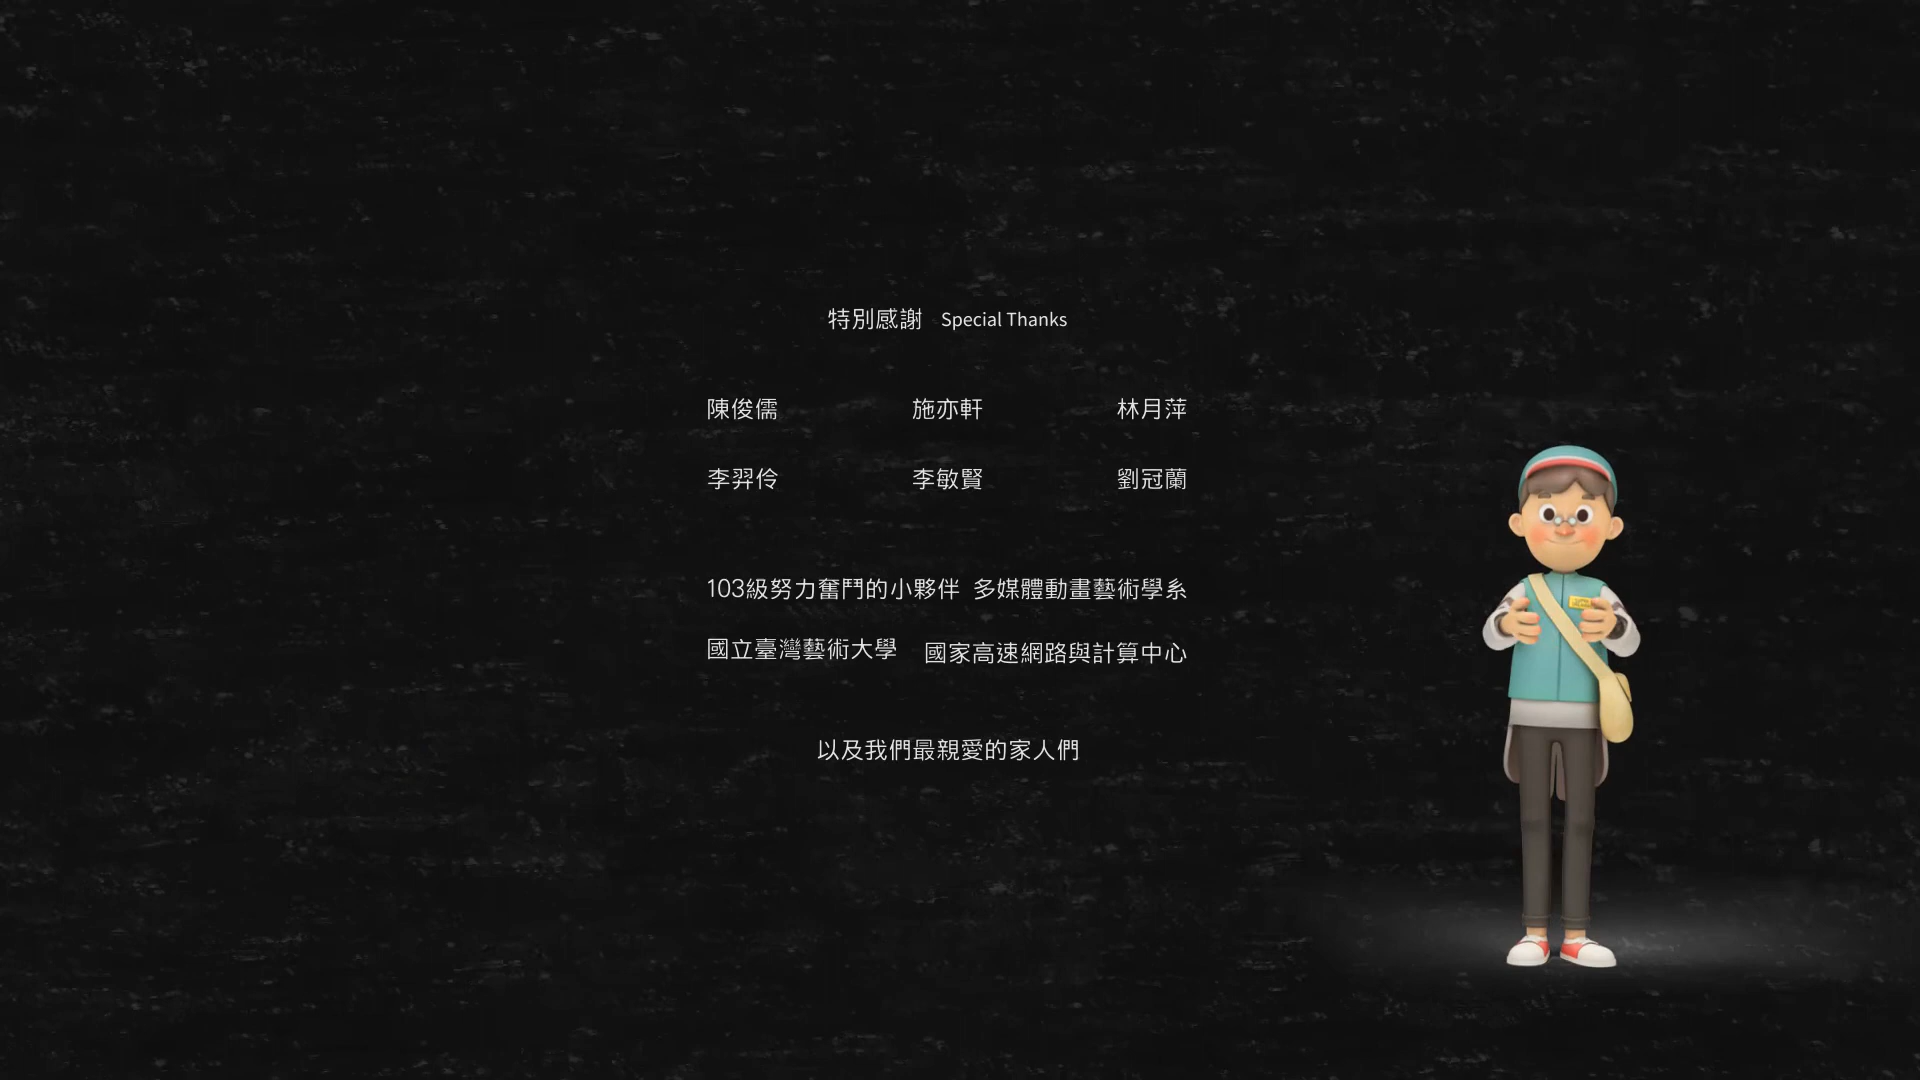 特別感謝 Special Thanks
陳俊儒 施亦軒 林月萍
李羿伶 李敏賢 劉冠蘭
103級努力奮鬥的小夥伴 多媒體動畫藝術學系
國立臺灣藝術大學 國家高速網路與計算中心
以及我們最親愛的家人們